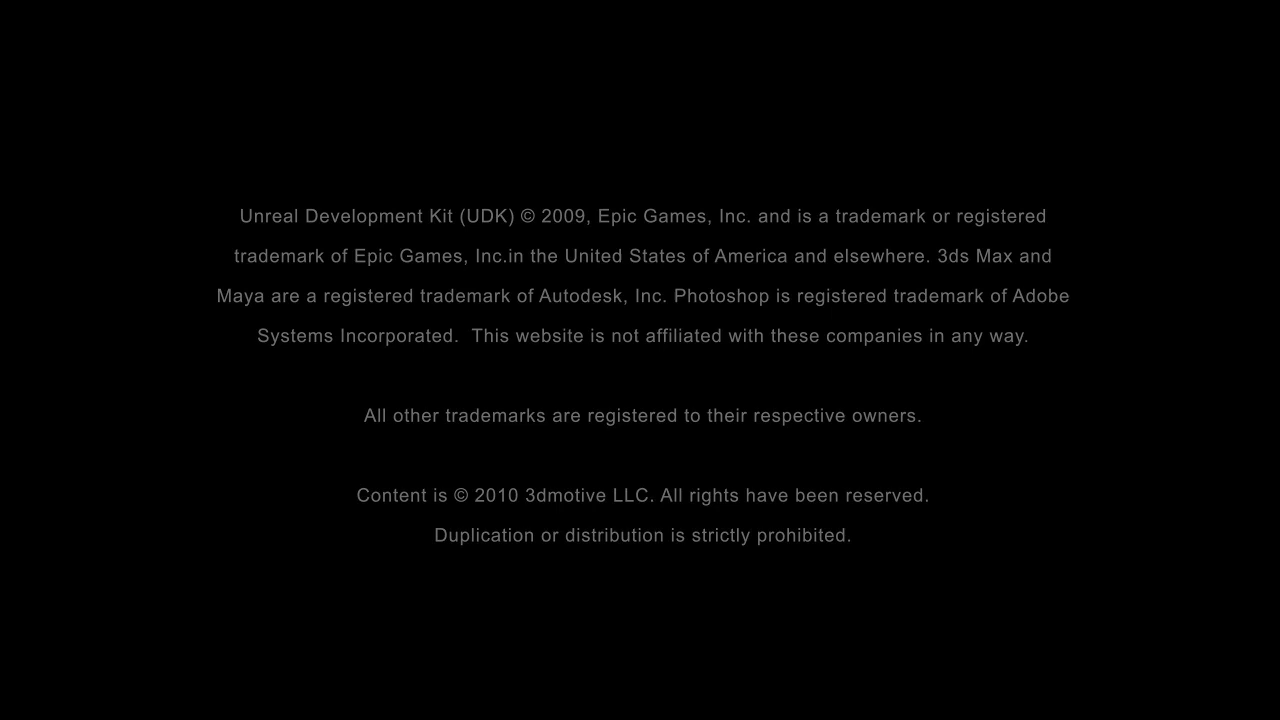 Unreal Development Kit (UDK) © 2009, Epic Games, Inc. and is a trademark or registered
trademark of Epic Games, Inc.in the United States of America and elsewhere. 3ds Max and
Maya are a registered trademark of Autodesk, Inc. Photoshop is registered trademark of Adobe
Systems Incorporated.  This website is not affiliated with these companies in any way.
All other trademarks are registered to their respective owners.
Content is © 2010 3dmotive LLC. All rights have been reserved.
Duplication or distribution is strictly prohibited.